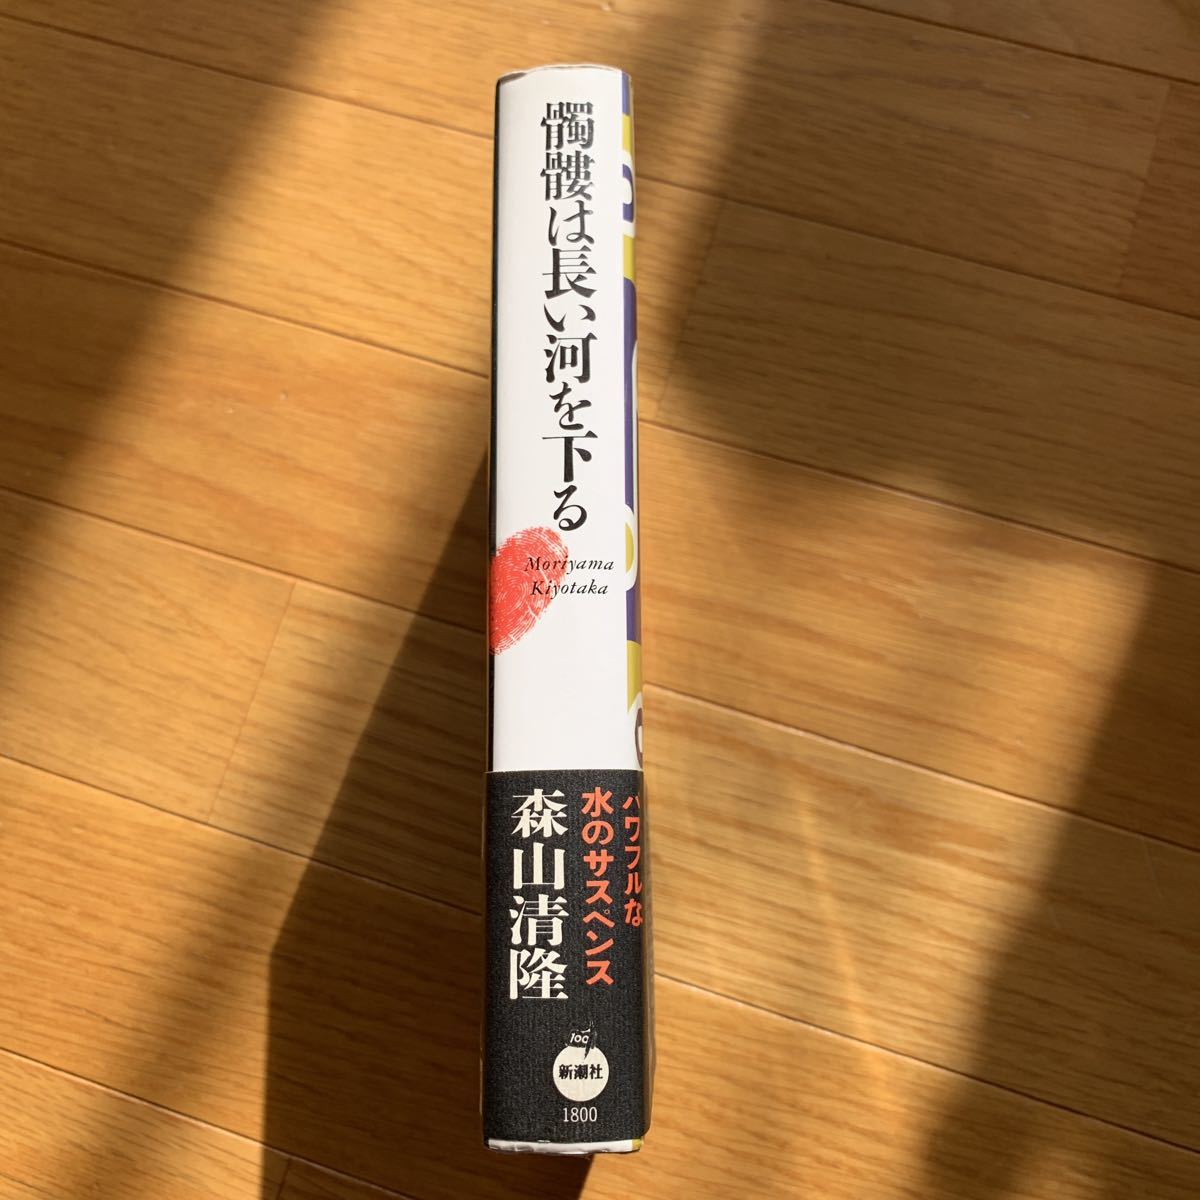 髑髏は長い河を下る
Moriyama
Kiyotaka
パワフルな
水のサスペンス
森山清隆
100
新潮社
1800